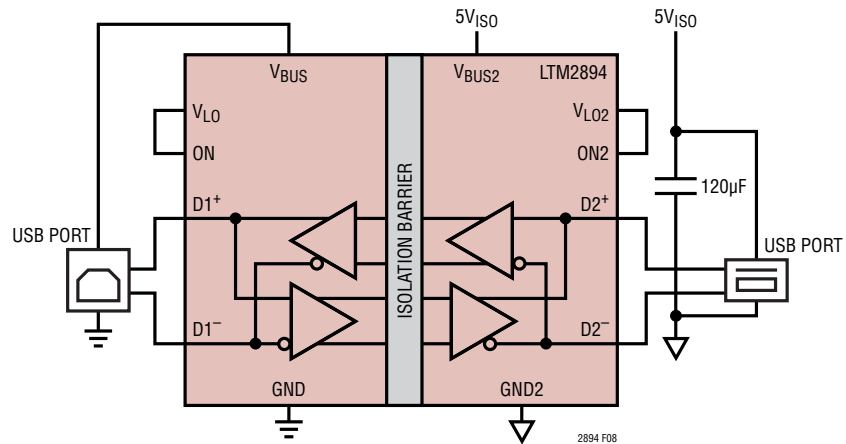 5VISO
5VISO
VBUS
VBUS2
LTM2894
VLO
VLO2
ON
ON2
120µF
D1+
D2+
USB PORT
USB PORT
ISOLATION BARRIER
D1−
D2−
GND
GND2
2894 F08